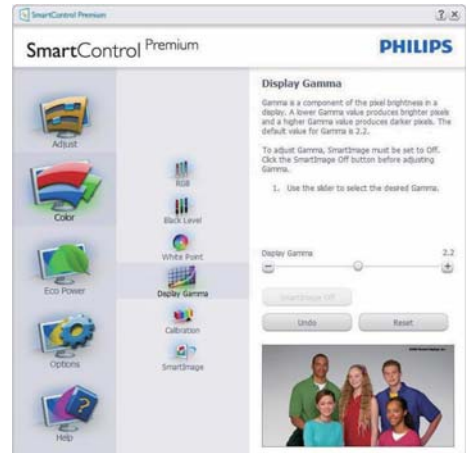 SmartControl Premium
SmartControl Premium
PHILIPS
Adjust
Color
Eco Power
Options
Help
RGB
Black Level
White Point
Display Gamma
Calibration
SmartImage
Display Gamma
Gamma is a component of the pixel brightness in a
display. A lower Gamma value produces brighter pixels
and a higher Gamma value produces darker pixels. The
default value for Gamma is 2.2.
To adjust Gamma, SmartImage must be set to Off.
Click the SmartImage Off button before adjusting
Gamma.
1. Use the slider to select the desired Gamma.
Display Gamma 2.2
SmartImage Off
Undo Reset